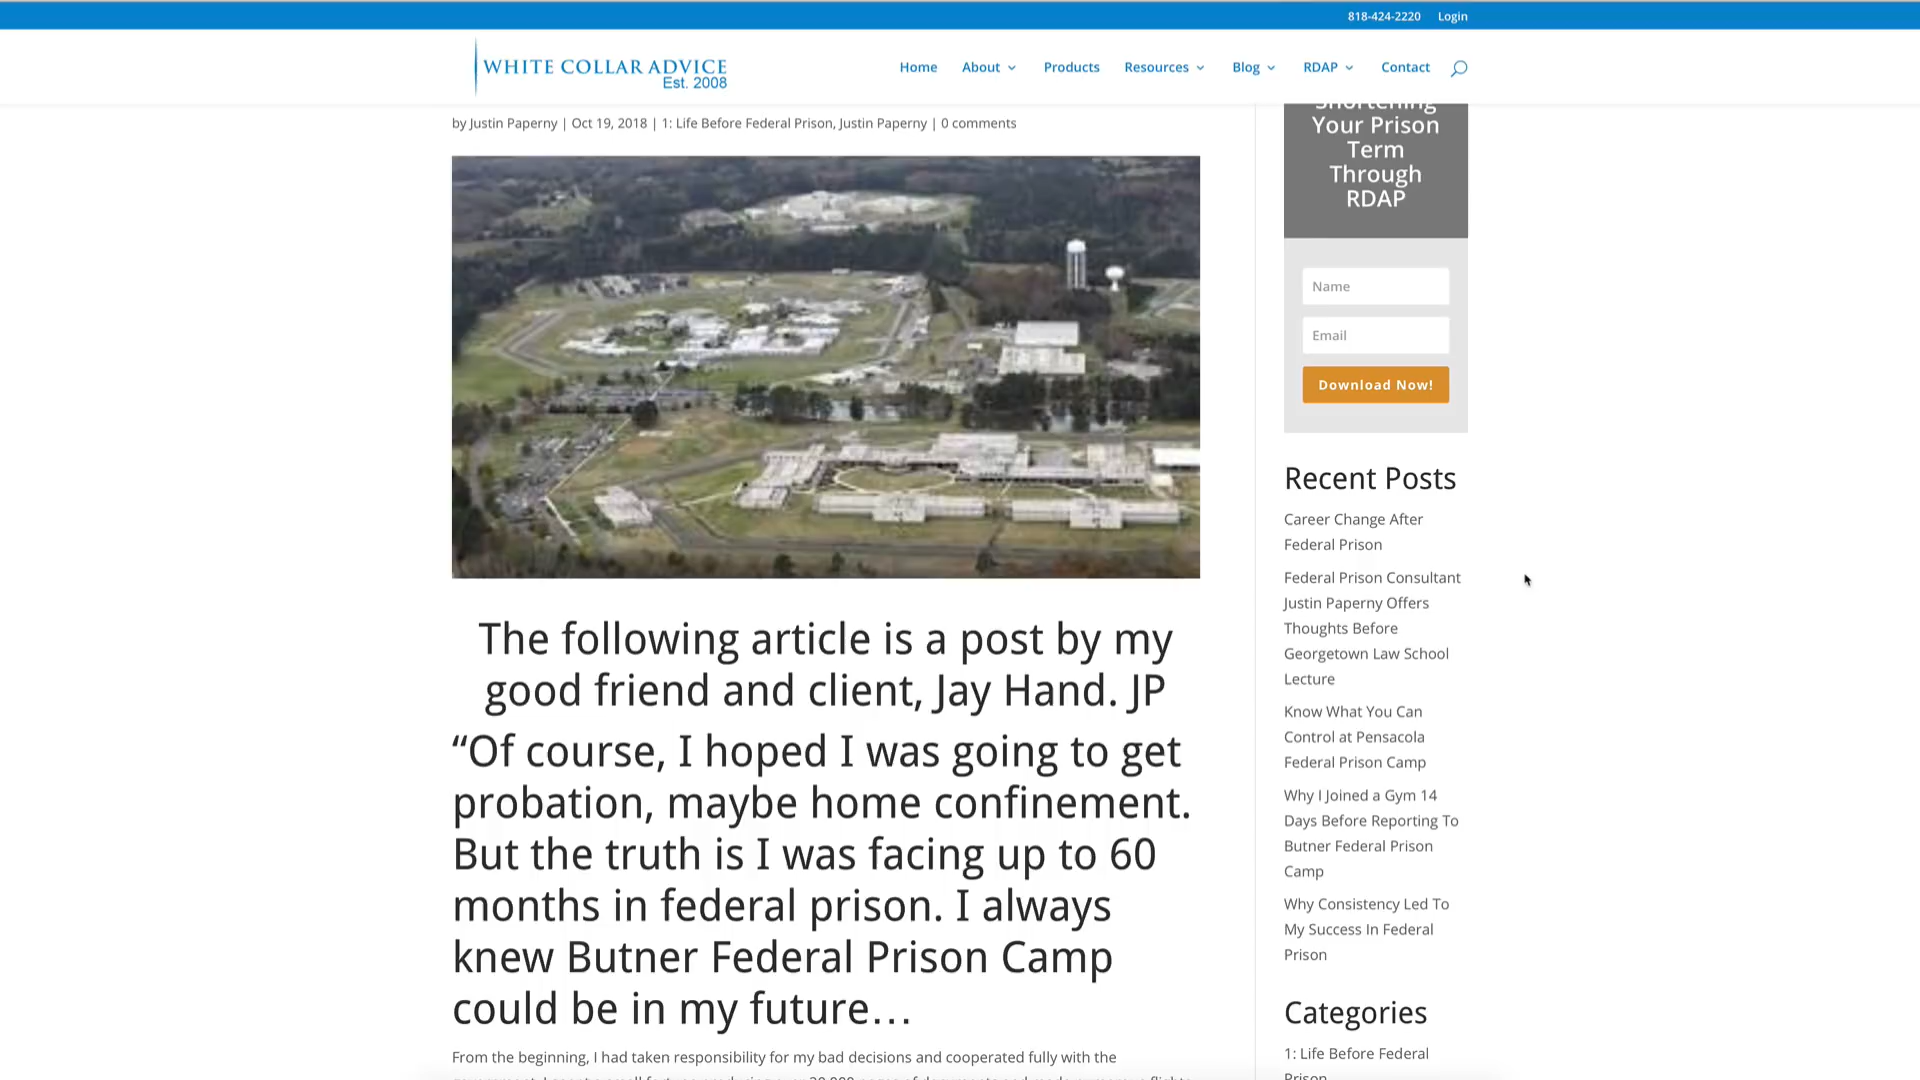 818-424-2220 Login
WHITE COLLAR ADVICE
Est. 2008
Home About Products Resources Blog RDAP Contact
by Justin Paperny | Oct 19, 2018 | 1: Life Before Federal Prison, Justin Paperny | 0 comments
The following article is a post by my
good friend and client, Jay Hand. JP
“Of course, I hoped I was going to get
probation, maybe home confinement.
But the truth is I was facing up to 60
months in federal prison. I always
knew Butner Federal Prison Camp
could be in my future…
From the beginning, I had taken responsibility for my bad decisions and cooperated fully with the
Shortening
Your Prison
Term
Through
RDAP
Name
Email
Download Now!
Recent Posts
Career Change After
Federal Prison
Federal Prison Consultant
Justin Paperny Offers
Thoughts Before
Georgetown Law School
Lecture
Know What You Can
Control at Pensacola
Federal Prison Camp
Why I Joined a Gym 14
Days Before Reporting To
Butner Federal Prison
Camp
Why Consistency Led To
My Success In Federal
Prison
Categories
1: Life Before Federal
Prison